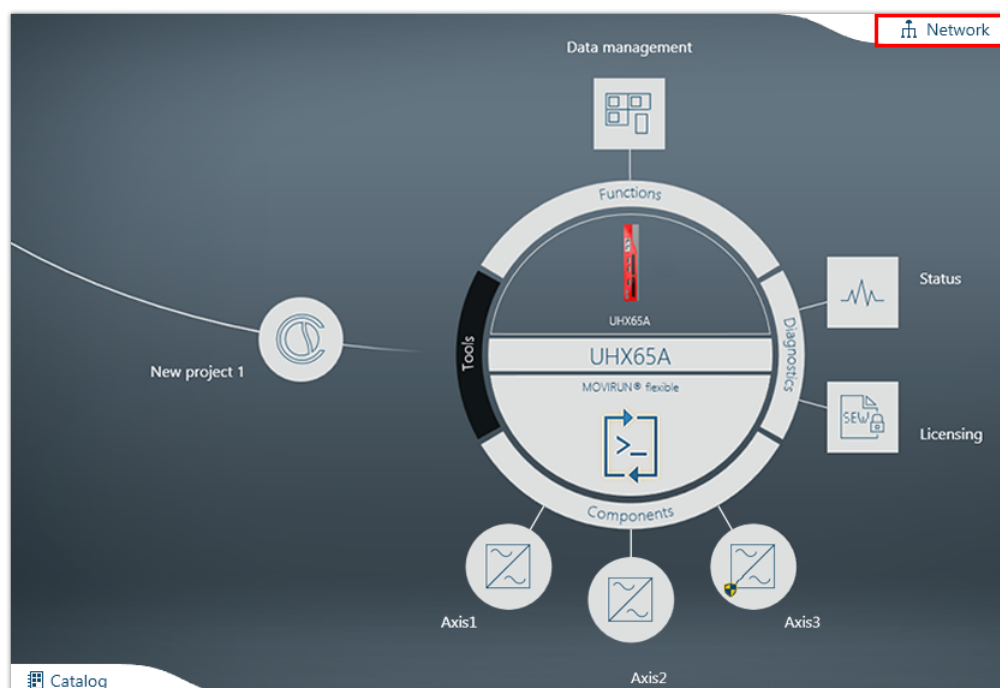 Network
Data management
Functions
Status
UHX65A
Diagnostics
Tools
UHX65A
New project 1
MOVIRUN® flexible
SEW
Licensing
Components
Axis1
Axis3
Axis2
Catalog